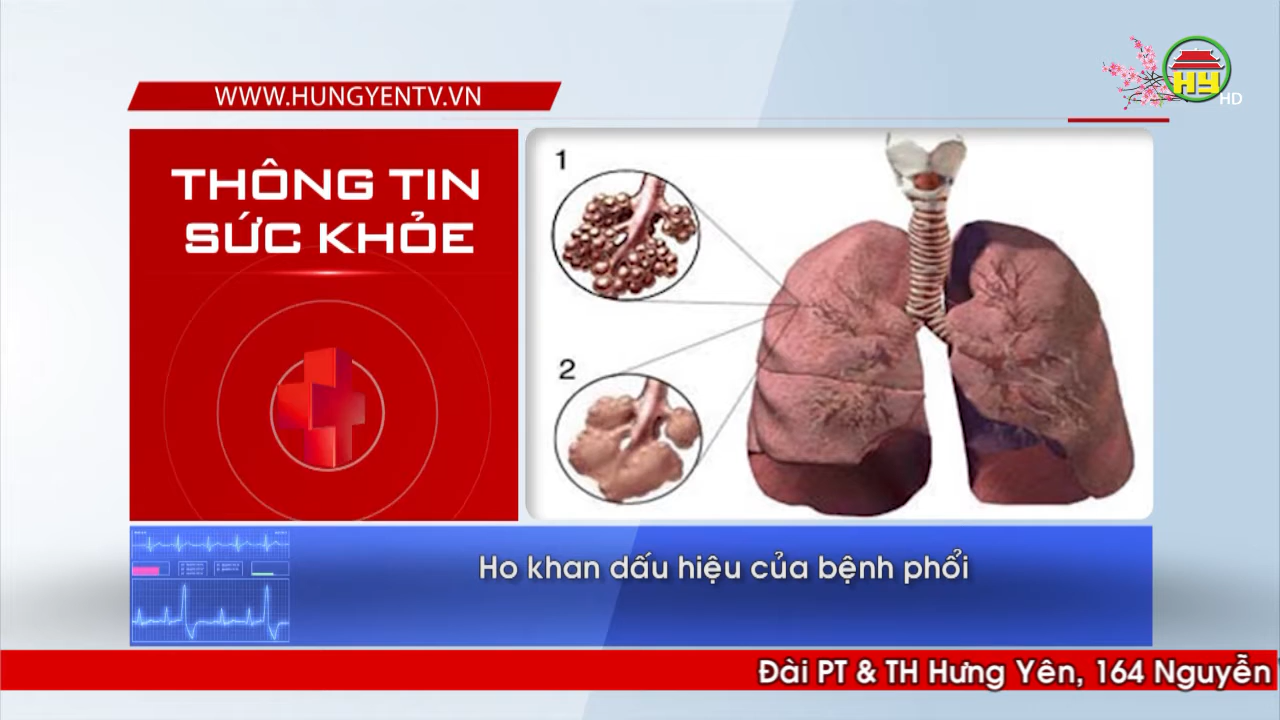 WWW.HUNGYENTV.VN
HY
HD
THÔNG TIN
SỨC KHỎE
1
2
Ho khan dấu hiệu của bệnh phổi
Đài PT & TH Hưng Yên, 164 Nguyễn